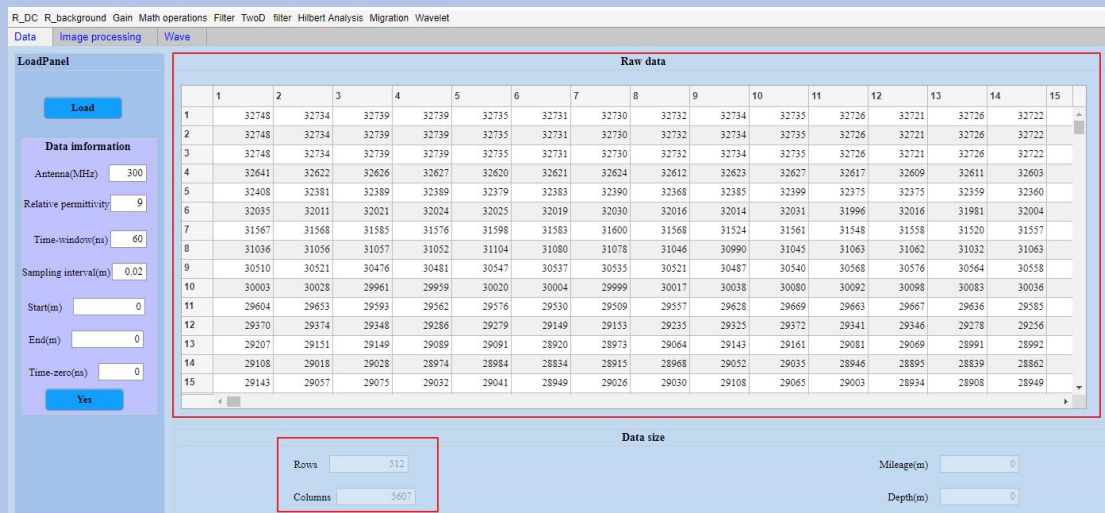 R_DC R_background Gain Math operations Filter TwoD filter Hilbert Analysis Migration Wavelet
Data Image processing Wave
LoadPanel
Load
Data imformation
Antenna(MHz) 300
Relative permittivity 9
Time-window(ns) 60
Sampling interval(m) 0.02
Start(m) 0
End(m) 0
Time-zero(ns) 0
Yes
Raw data
1 2 3 4 5 6 7 8 9 10 11 12 13 14 15
1 32748 32734 32739 32739 32735 32731 32730 32732 32734 32735 32726 32721 32726 32722
2 32748 32734 32739 32739 32735 32731 32730 32732 32734 32735 32726 32721 32726 32722
3 32748 32734 32739 32739 32735 32731 32730 32732 32734 32735 32726 32721 32726 32722
4 32641 32622 32626 32627 32620 32621 32624 32612 32623 32627 32617 32609 32611 32603
5 32408 32381 32389 32389 32379 32383 32390 32368 32385 32399 32375 32375 32359 32360
6 32035 32011 32021 32024 32025 32019 32030 32016 32014 32031 31996 32016 31981 32004
7 31567 31568 31585 31576 31598 31583 31600 31568 31524 31561 31548 31558 31520 31557
8 31036 31056 31057 31052 31104 31080 31078 31046 30990 31045 31063 31062 31032 31063
9 30510 30521 30476 30481 30547 30537 30535 30521 30487 30540 30568 30576 30564 30558
10 30003 30028 29961 29959 30020 30004 29999 30017 30038 30080 30092 30098 30083 30036
11 29604 29653 29593 29562 29576 29530 29509 29557 29628 29669 29663 29667 29636 29585
12 29370 29374 29348 29286 29279 29149 29153 29235 29325 29372 29341 29346 29278 29256
13 29207 29151 29149 29089 29091 28920 28973 29064 29143 29161 29081 29069 28991 28992
14 29108 29018 29028 28974 28984 28834 28915 28968 29052 29035 28946 28895 28839 28862
15 29143 29057 29075 29032 29041 28949 29026 29030 29108 29065 29003 28934 28908 28949
Data size
Rows 512 Mileage(m) 0
Columns 5607 Depth(m) 0